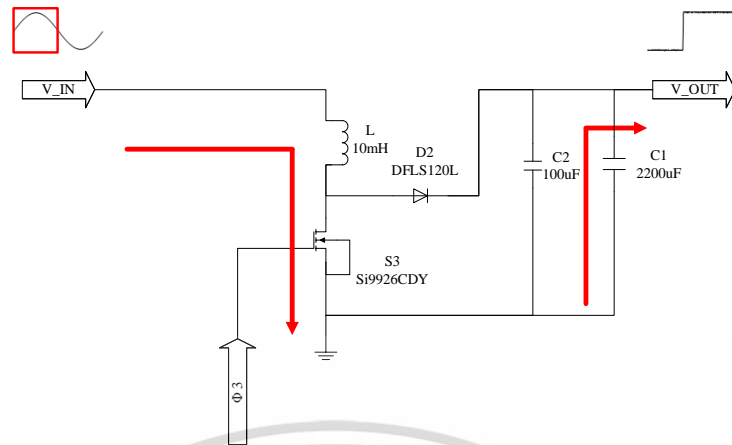 V_IN
V_OUT
L
10mH
D2
DFLS120L
C2
100uF
C1
2200uF
S3
Si9926CDY
Φ 3